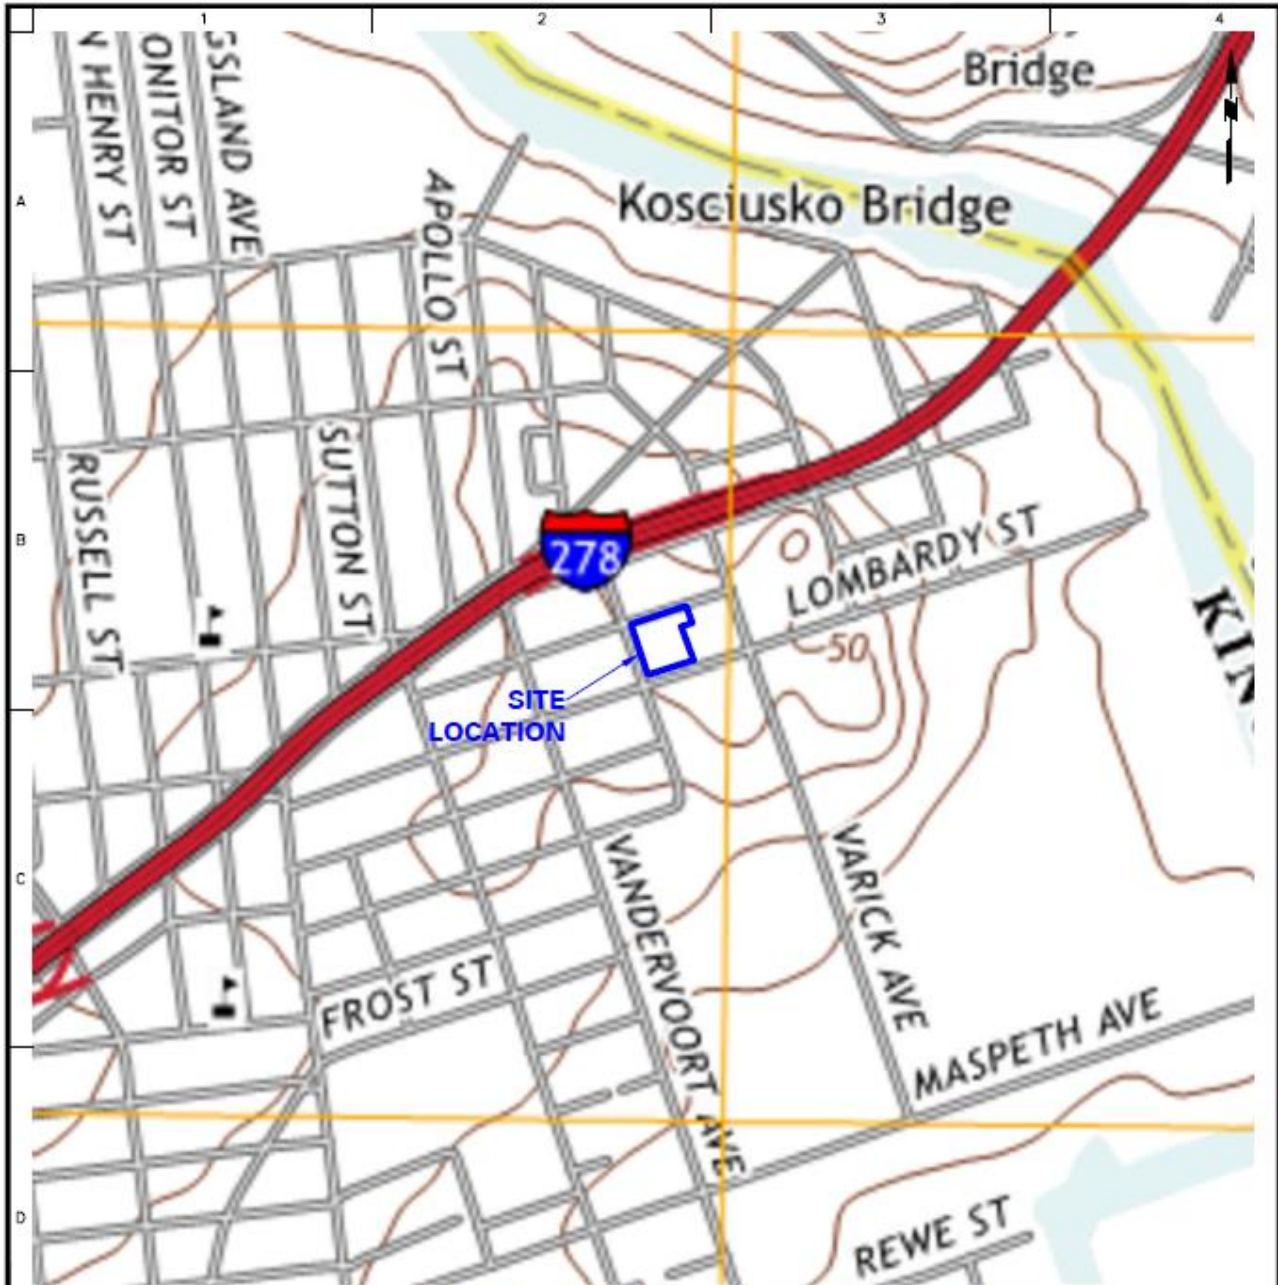 1 2 3 4
A
B
C
D
N HENRY ST
ONITOR ST
GSLAND AVE
Bridge
APOLLO ST
Kosciusko Bridge
RUSSELL ST
SUTTON ST
278
LOMBARDY ST
50
KIN
SITE
LOCATION
VANDERVOORT AVE
VARICK AVE
FROST ST
MASPETH AVE
REWE ST